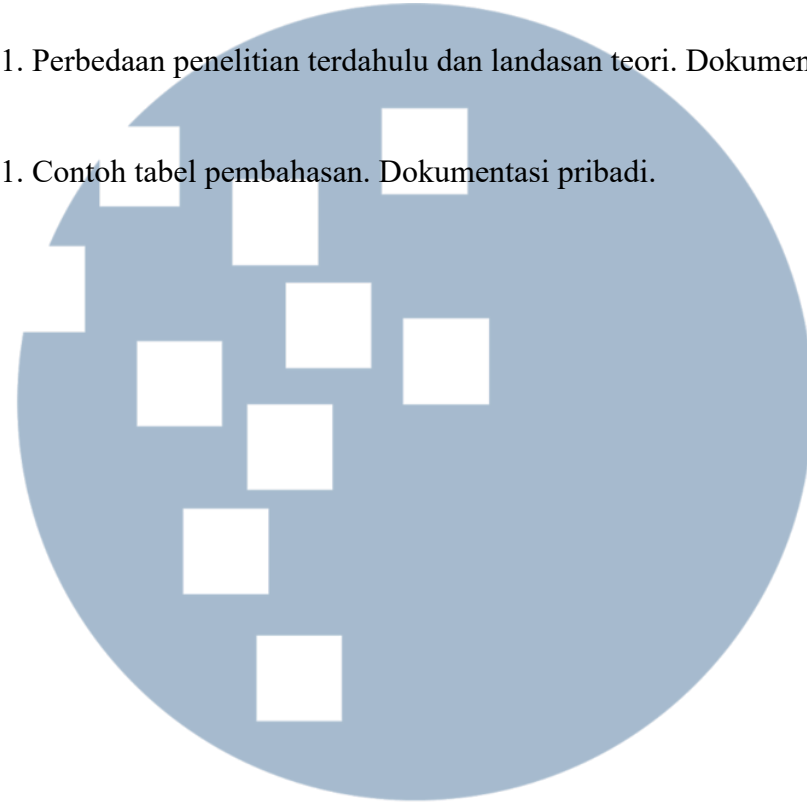 1. Perbedaan penelitian terdahulu dan landasan teori. Dokumen
1. Contoh tabel pembahasan. Dokumentasi pribadi.